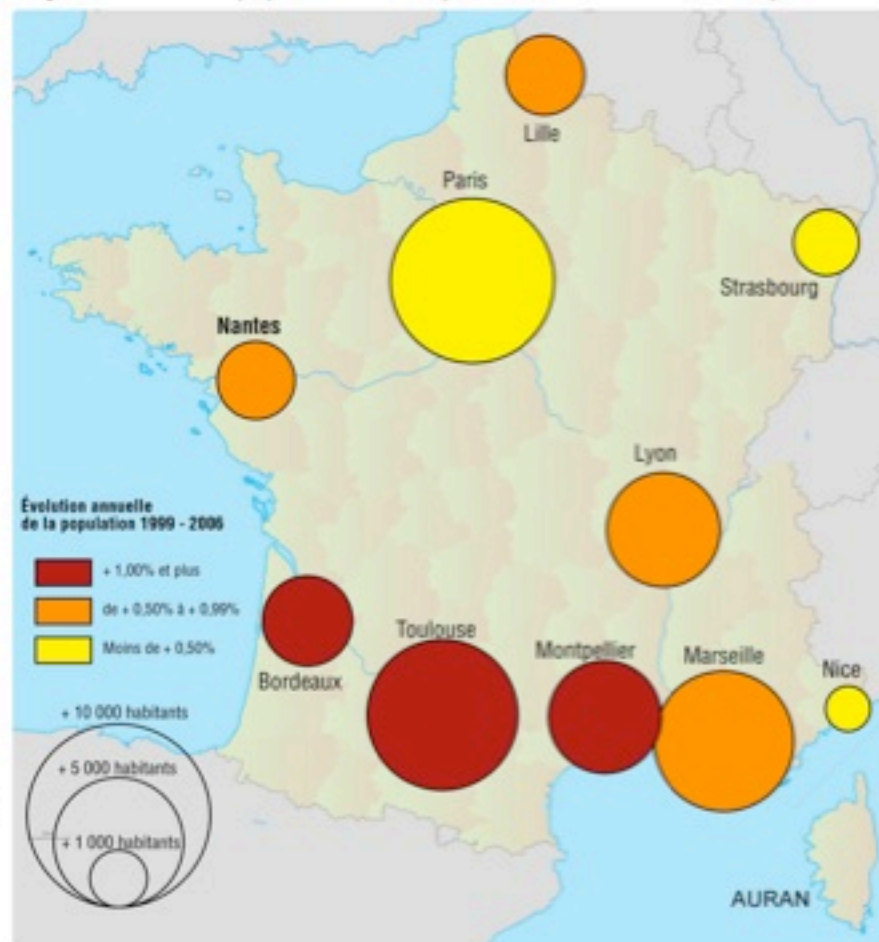 Lille
Paris
Strasbourg
Nantes
Lyon
Évolution annuelle
de la population 1999 - 2006
+ 1,00% et plus
de + 0,50% à + 0,99%
Moins de + 0,50%
Toulouse
Montpellier
Marseille
Nice
Bordeaux
+ 10 000 habitants
+ 5 000 habitants
+ 1 000 habitants
AURAN